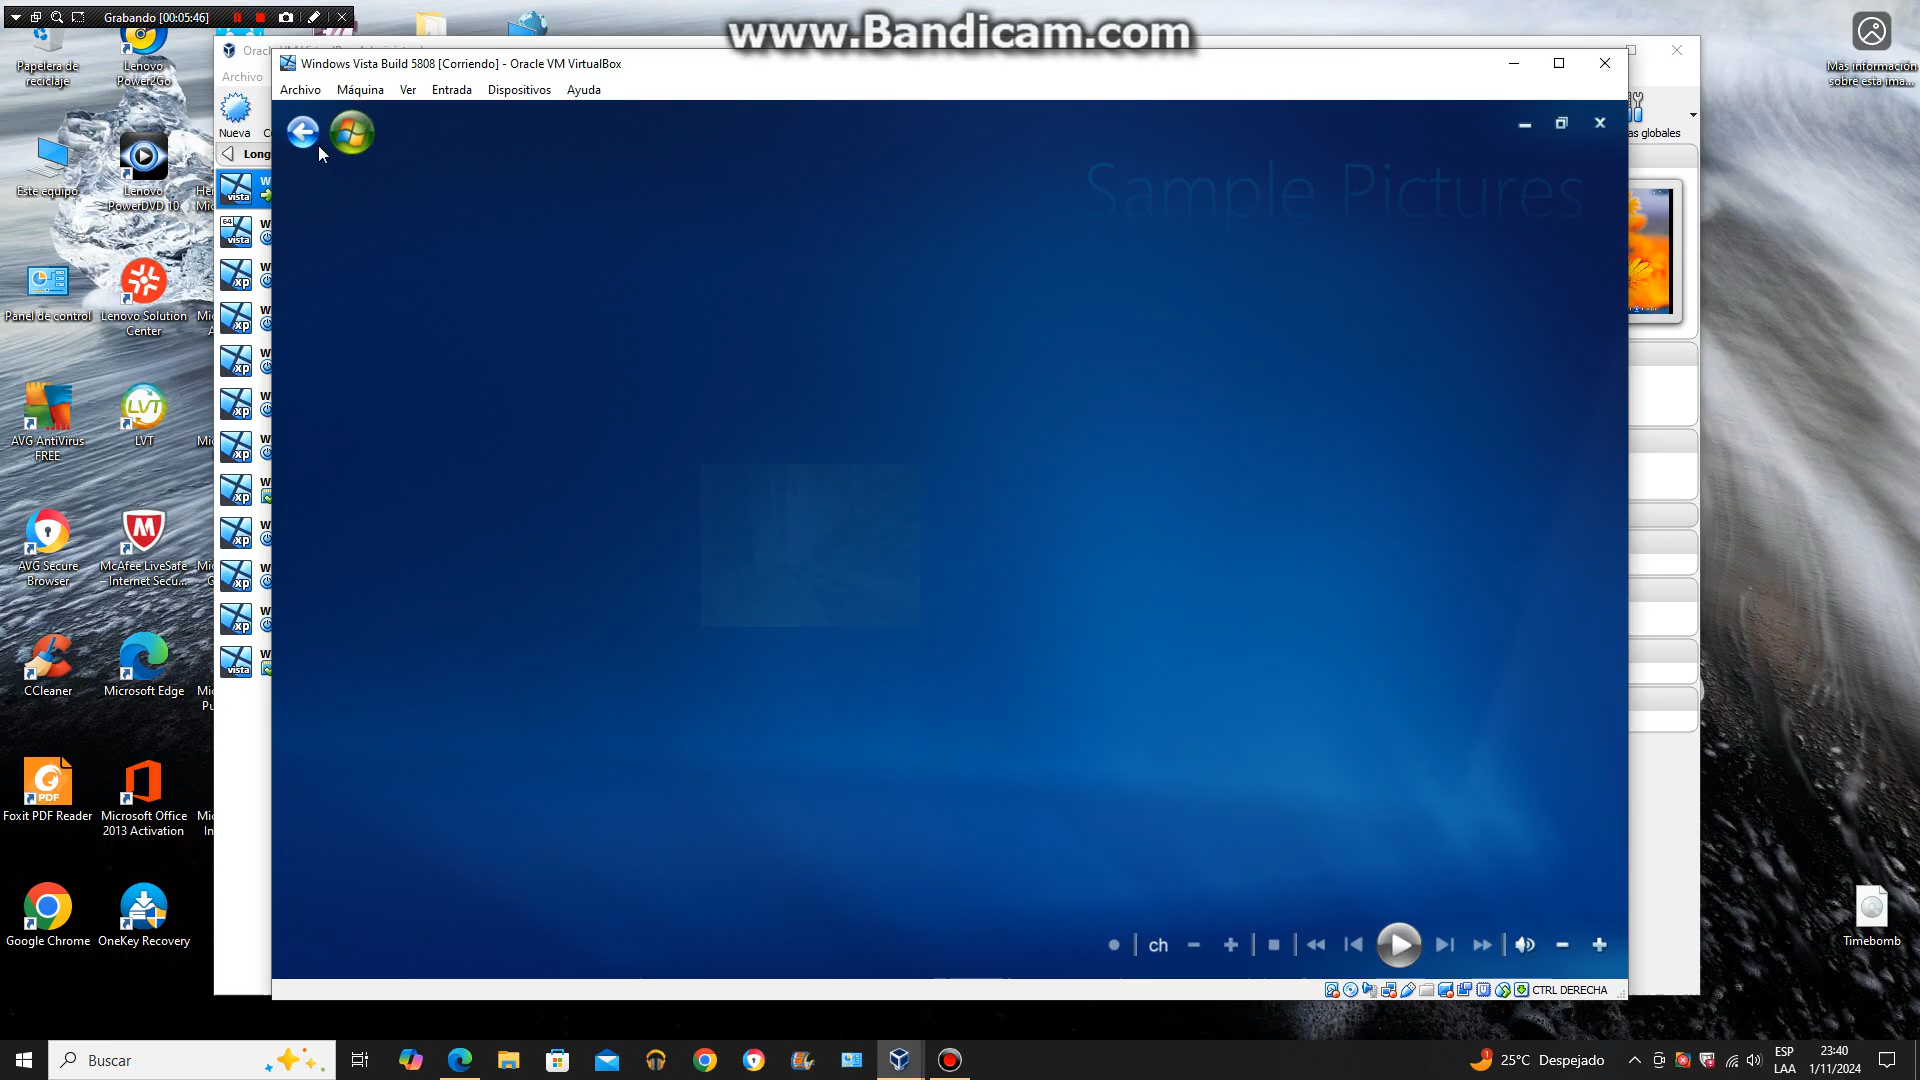 Grabando [00:05:46]
www.Bandicam.com
Papelera de
reciclaje
Lenovo
Power2Go
Este equipo
Lenovo
PowerDVD 10
Panel de control
Lenovo Solution
Center
AVG AntiVirus
FREE
LVT
AVG Secure
Browser
McAfee LiveSafe
– Internet Secu...
CCleaner
Microsoft Edge
Foxit PDF Reader
Microsoft Office
2013 Activation
Google Chrome
OneKey Recovery
Más información
sobre esta ima...
Timebomb
Archivo
Nueva
Long
Windows Vista Build 5808 [Corriendo] - Oracle VM VirtualBox
Archivo Máquina Ver Entrada Dispositivos Ayuda
Sample Pictures
ch
CTRL DERECHA
as globales
Buscar
25°C Despejado
ESP
LAA
23:40
1/11/2024